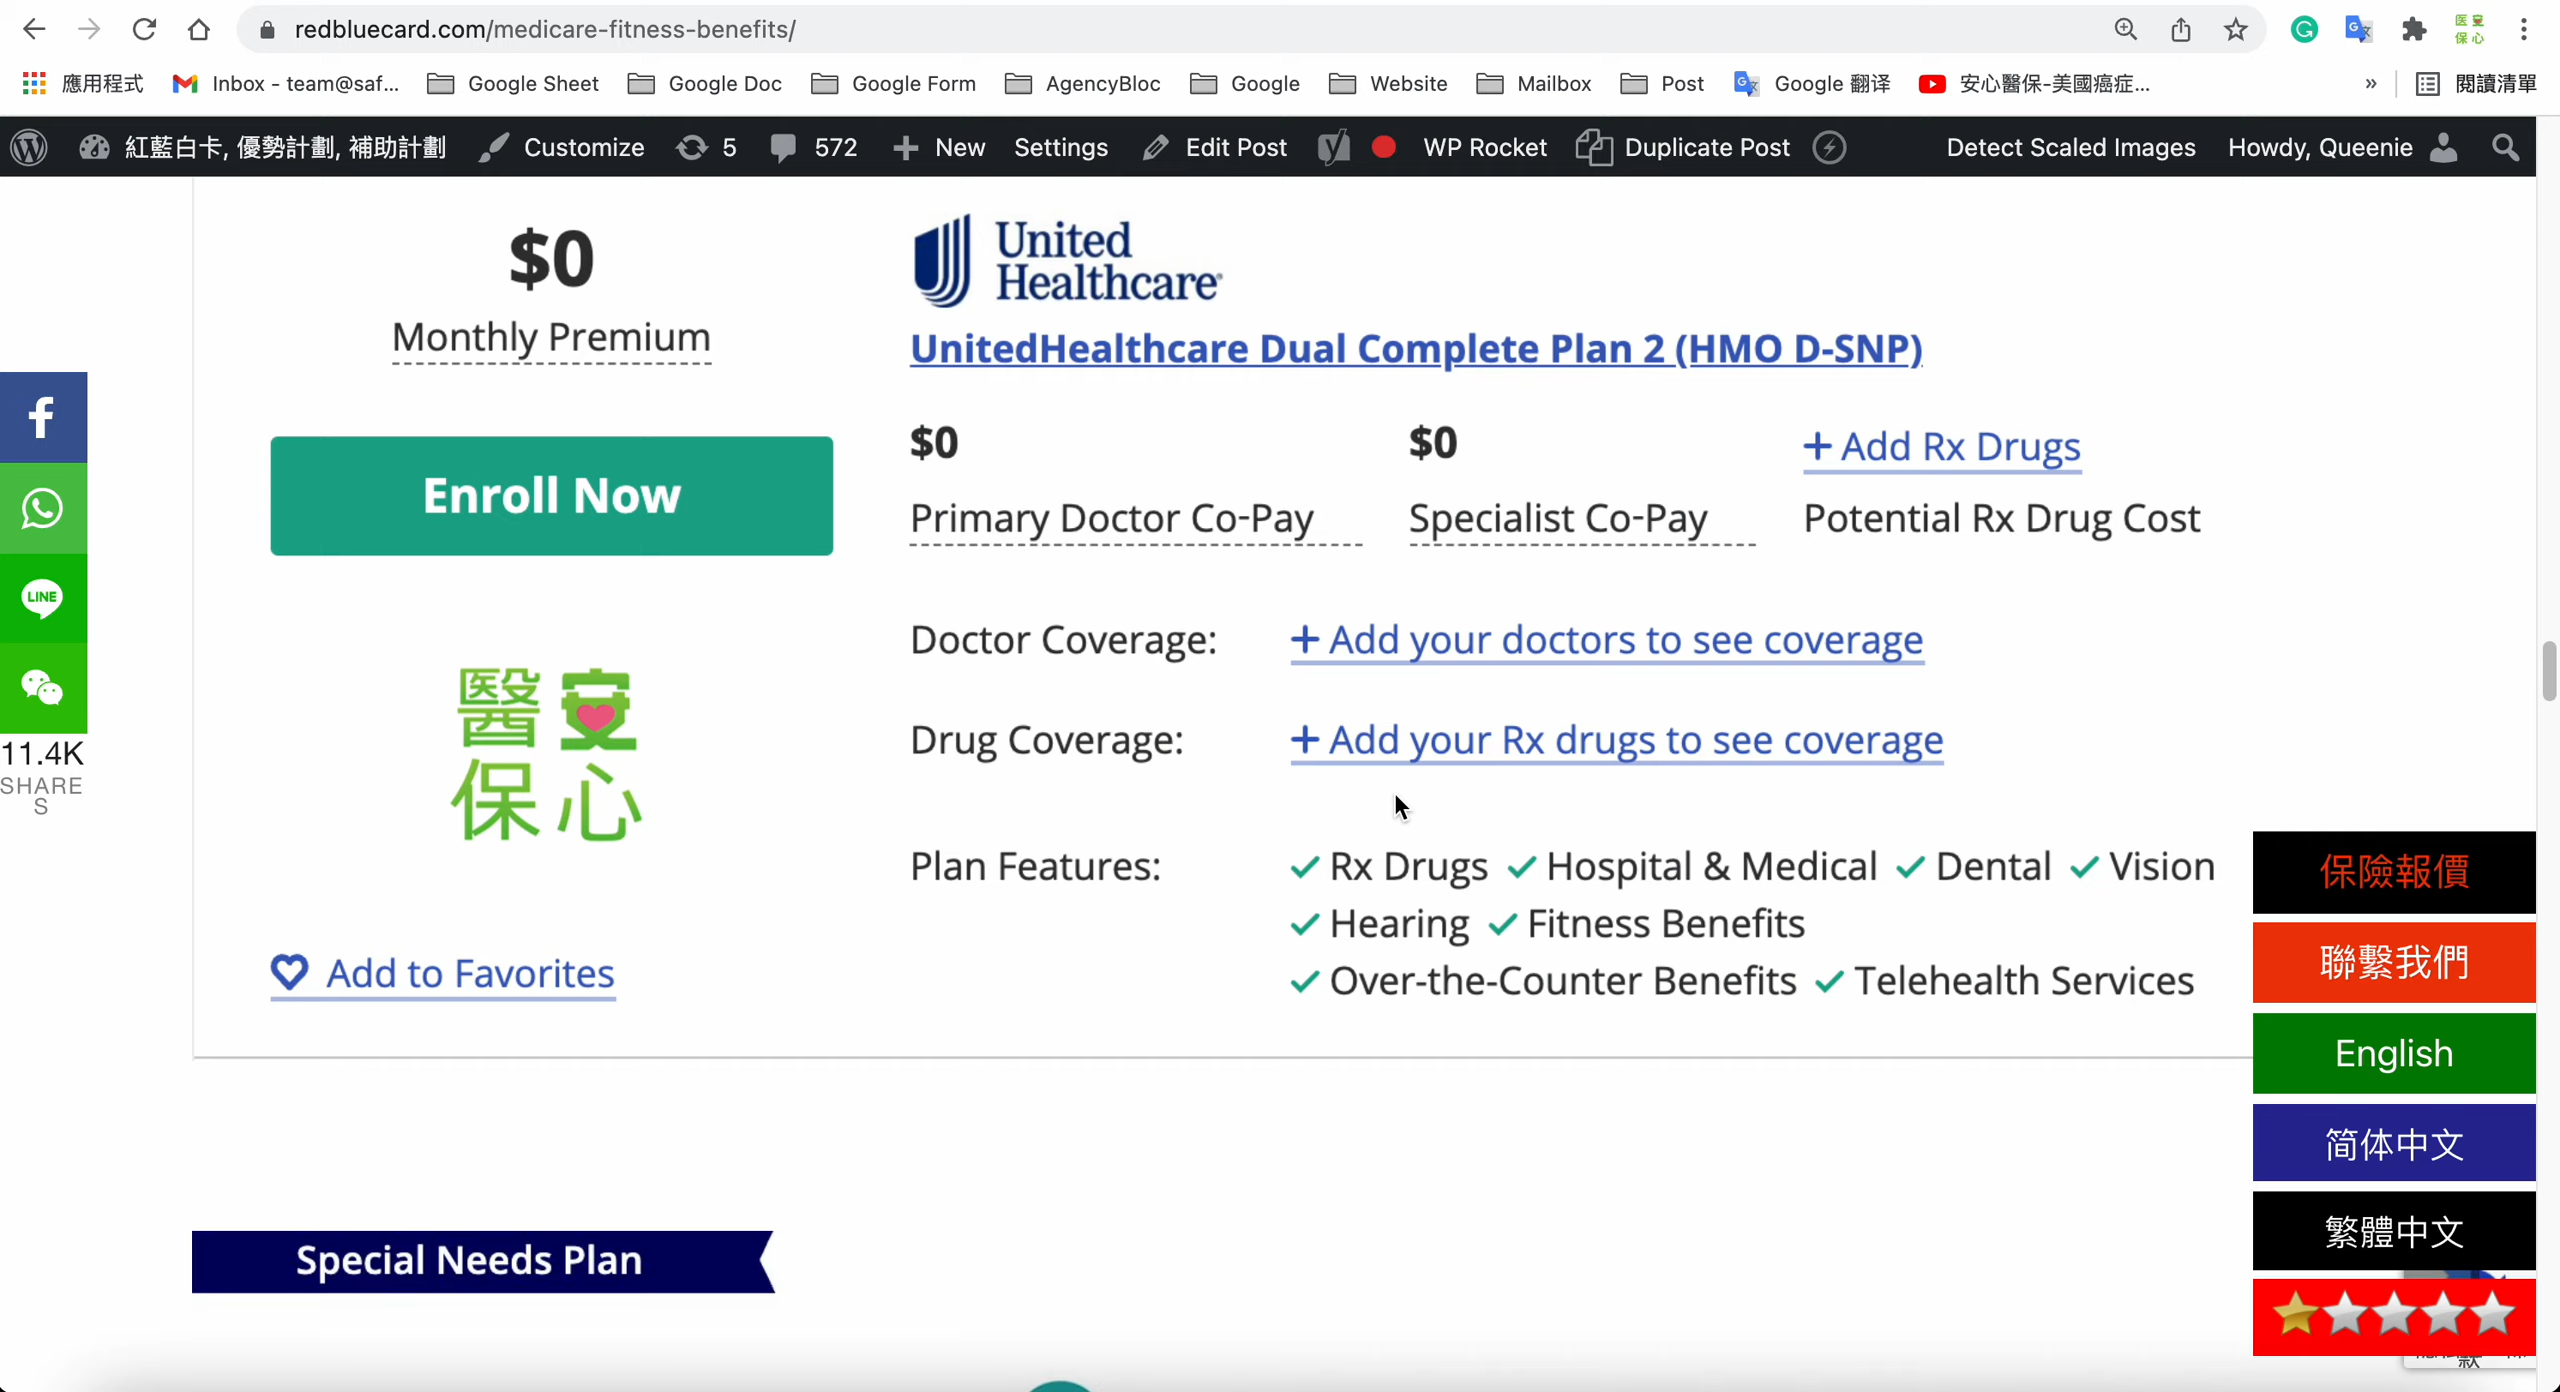 redbluecard.com/medicare-fitness-benefits/
應用程式 Inbox - team@saf... Google Sheet Google Doc Google Form AgencyBloc Google Website Mailbox Post Google 翻译 安心醫保-美國癌症... » 閱讀清單
紅藍白卡, 優勢計劃, 補助計劃 Customize 5 572 New Settings Edit Post WP Rocket Duplicate Post Detect Scaled Images Howdy, Queenie
$0
Monthly Premium
Enroll Now
醫安
保心
Add to Favorites
United
Healthcare
UnitedHealthcare Dual Complete Plan 2 (HMO D-SNP)
$0 $0 + Add Rx Drugs
Primary Doctor Co-Pay Specialist Co-Pay Potential Rx Drug Cost
Doctor Coverage: + Add your doctors to see coverage
Drug Coverage: + Add your Rx drugs to see coverage
Plan Features: ✓ Rx Drugs ✓ Hospital & Medical ✓ Dental ✓ Vision
✓ Hearing ✓ Fitness Benefits
✓ Over-the-Counter Benefits ✓ Telehealth Services
LINE
11.4K
SHARE
S
保險報價
聯繫我們
English
简体中文
繁體中文
Special Needs Plan